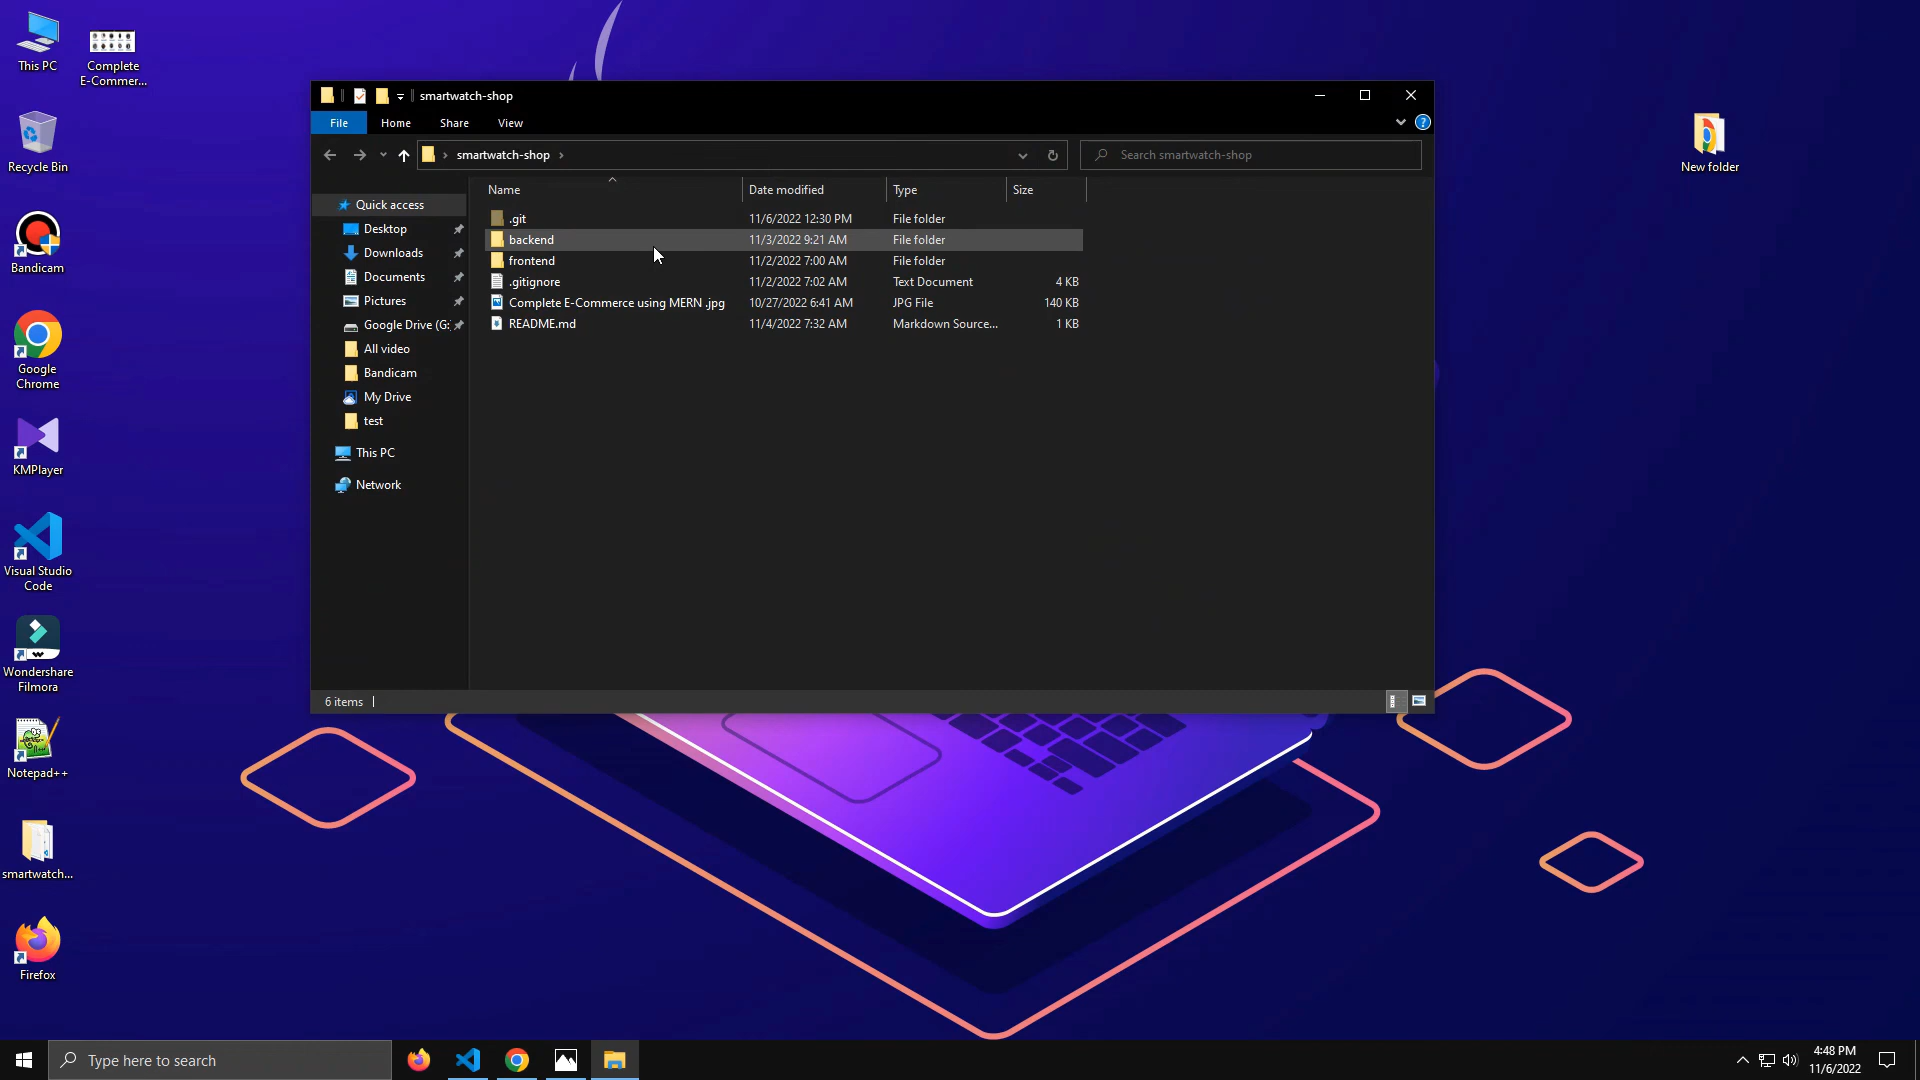 This PC
Complete
E-Commer...
Recycle Bin
Bandicam
Google
Chrome
KMPlayer
Visual Studio
Code
Wondershare
Filmora
Notepad++
smartwatch...
Firefox
New folder
smartwatch-shop
File Home Share View
smartwatch-shop
Search smartwatch-shop
Name Date modified Type Size
.git 11/6/2022 12:30 PM File folder
backend 11/3/2022 9:21 AM File folder
frontend 11/2/2022 7:00 AM File folder
.gitignore 11/2/2022 7:02 AM Text Document 4 KB
Complete E-Commerce using MERN .jpg 10/27/2022 6:41 AM JPG File 140 KB
README.md 11/4/2022 7:32 AM Markdown Source... 1 KB
Quick access
Desktop
Downloads
Documents
Pictures
Google Drive (G:
All video
Bandicam
My Drive
test
This PC
Network
6 items
Type here to search
4:48 PM
11/6/2022